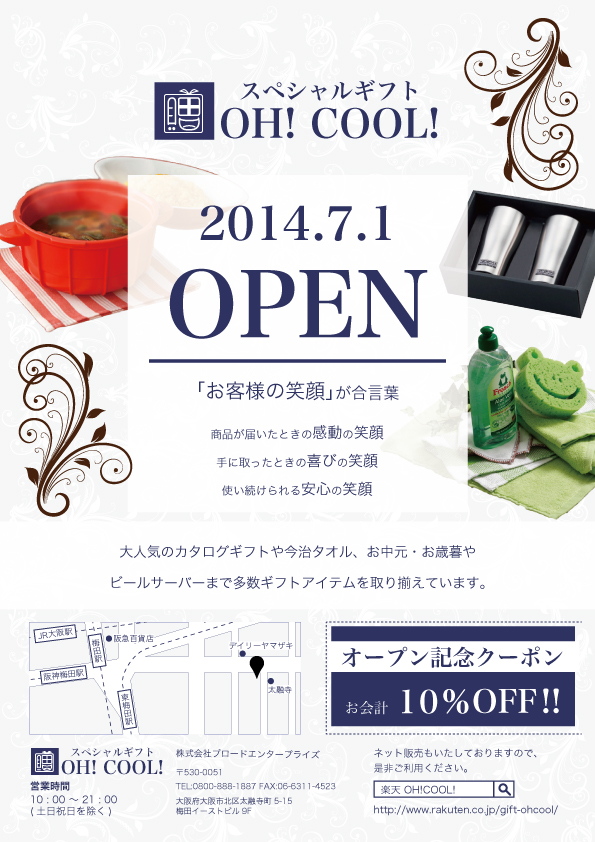 贈
スペシャルギフト
OH! COOL!
2014.7.1
OPEN
「お客様の笑顔」が合言葉
商品が届いたときの感動の笑顔
手に取ったときの喜びの笑顔
使い続けられる安心の笑顔
Frosch
大人気のカタログギフトや今治タオル、お中元・お歳暮や
ビールサーバーまで多数ギフトアイテムを取り揃えています。
JR大阪駅
梅田駅
阪急百貨店
阪神梅田駅
東梅田駅
デイリーヤマザキ
太融寺
オープン記念クーポン
お会計 10%OFF!!
贈
スペシャルギフト
OH! COOL!
営業時間
10:00〜21:00
(土日祝日を除く)
株式会社ブロードエンタープライズ
〒530-0051
TEL:0800-888-1887 FAX:06-6311-4523
大阪府大阪市北区太融寺町 5-15
梅田イーストビル 9F
ネット販売もいたしておりますので、
是非ご利用ください。
楽天 OH!COOL!
http://www.rakuten.co.jp/gift-ohcool/